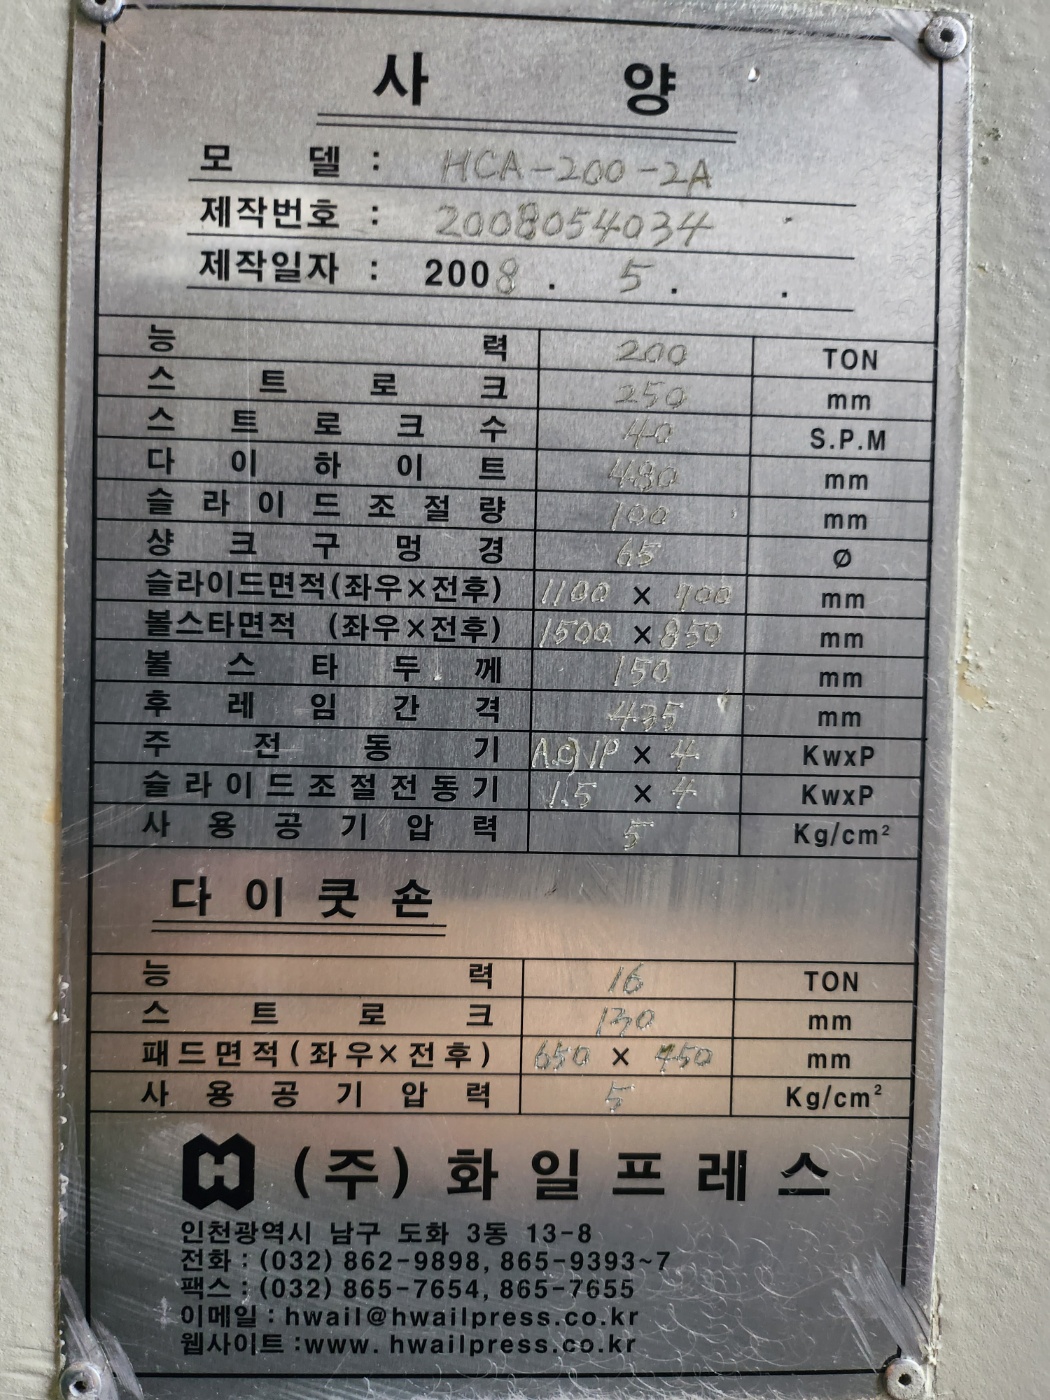 사 양
모 델 : HCA-200-2A
제작번호 : 2008054034
제작일자 : 2008 . 5 . .
능 력 200 TON
스 트 로 크 250 mm
스 트 로 크 수 40 S.P.M
다 이 하 이 트 480 mm
슬 라 이 드 조 절 량 100 mm
샹 크 구 멍 경 65 Ø
슬라이드면적(좌우×전후) 1100 × 700 mm
볼스타면적 (좌우×전후) 1500 × 850 mm
볼 스 타 두 께 150 mm
후 레 임 간 격 435 mm
주 전 동 기 × 4 KwxP
슬 라 이 드 조 절 전 동 기 1.5 × 4 KwxP
사 용 공 기 압 력 5 Kg/cm²
다 이 쿳 숀
능 력 16 TON
스 트 로 크 130 mm
패드면적(좌우×전후) 650 × 450 mm
사 용 공 기 압 력 5 Kg/cm²
(주) 화 일 프 레 스
인천광역시 남구 도화 3동 13-8
전화 : (032) 862-9898, 865-9393~7
팩스 : (032) 865-7654, 865-7655
이메일 : hwail@hwailpress.co.kr
웹사이트 :www. hwailpress.co.kr